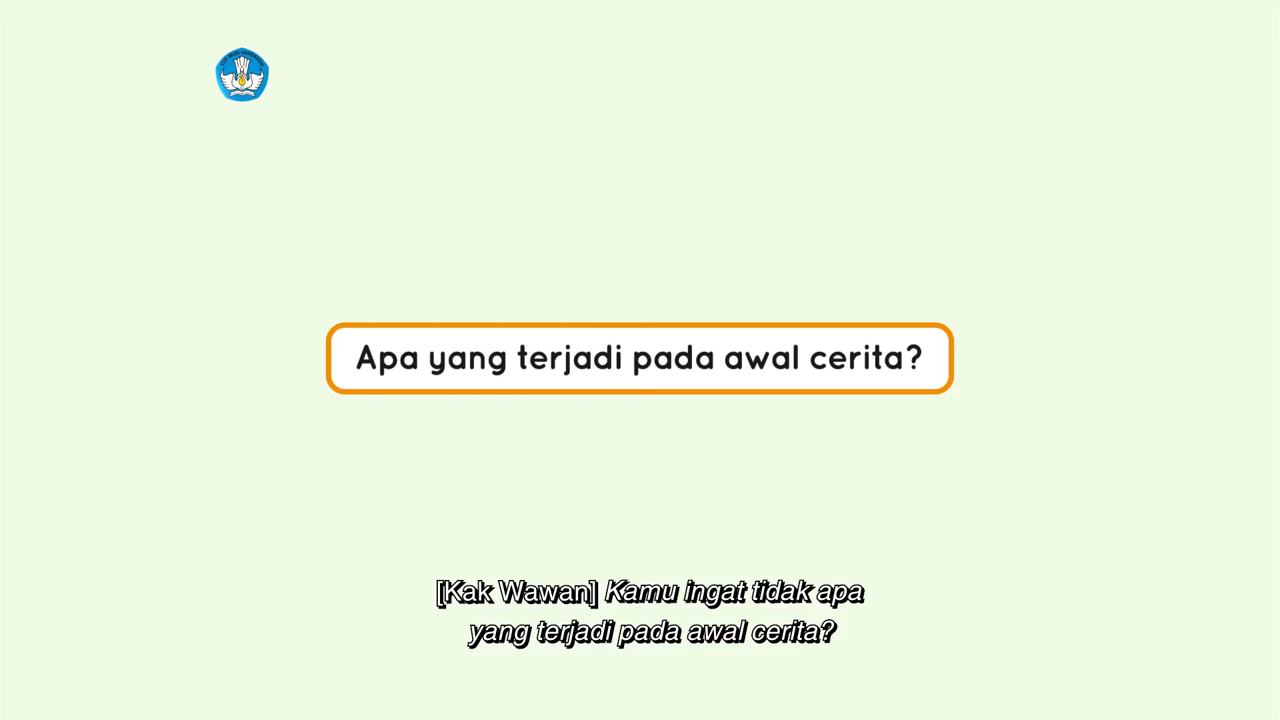 Apa yang terjadi pada awal cerita?
[Kak Wawan] Kamu ingat tidak apa
yang terjadi pada awal cerita?